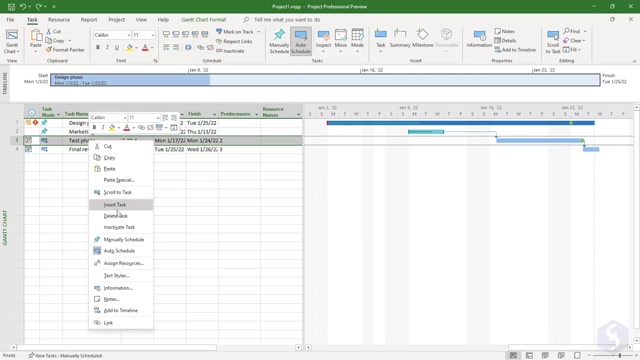 Project1.mpp - Project Professional Preview
Task Resource Report Project View Help Format Gantt Chart Format Tell me what you want to do
Gantt Chart Paste Cut Copy Format Painter Calibri 11 Mark on Track Respect Links Inactivate Manually Schedule Auto Schedule Inspect Move Mode Task Summary Milestone Information Notes Details Add to Timeline Scroll to Task Find Clear Fill
View Clipboard Font Schedule Tasks Insert Properties Editing
TIMELINE
Jan 9, '22 Jan 16, '22 Jan 23, '22
Start
Mon 1/3/22
Design phase
Mon 1/3/22 - Tue 1/25/22
Finish
Tue 1/25/22
Task Mode Task Name Finish Predecessors Resource Names
Jan 2, '22 Jan 9, '22 Jan 16, '22 Jan 23, '22
S S M T W T F S S M T W T F S S M T W T F S S M T W T F
1 Design Tue 1/25/22
2 Market Thu 1/13/22
3 Test ph Mon 1/17/22 Mon 1/24/22 2
4 Final re Tue 1/25/22 Wed 1/26/22 3
Calibri 11
Cut
Copy
Paste
Paste Special...
Scroll to Task
Insert Task
Delete Task
Inactivate Task
Manually Schedule
Auto Schedule
Assign Resources...
Text Styles...
Information...
Notes...
Add to Timeline
Link
GANTT CHART
Ready New Tasks - Manually Scheduled